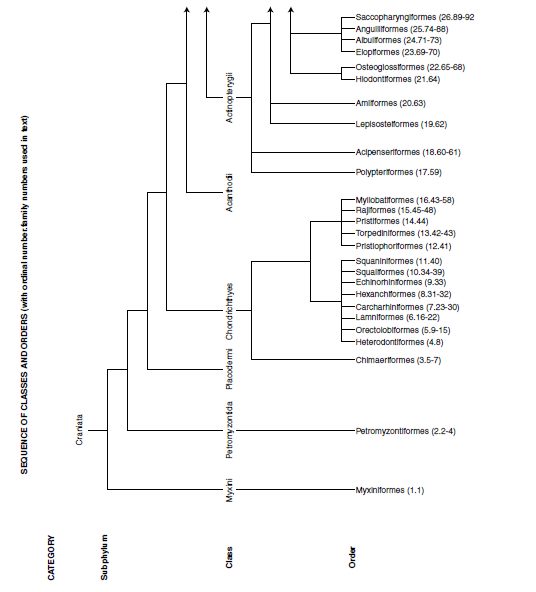 SEQUENCE OF CLASSES AND ORDERS (with ordinal number.family numbers used in text)
Saccopharyngiformes (26.89-92
Anguilliformes (25.74-88)
Albuliformes (24.71-73)
Elopiformes (23.69-70)
Osteoglossiformes (22.65-68)
Hiodontiformes (21.64)
Amiiformes (20.63)
Lepisosteiformes (19.62)
Acipenseriformes (18.60-61)
Polypteriformes (17.59)
Actinopterygii
Acanthodii
Myliobatiformes (16.43-58)
Rajiformes (15.45-48)
Pristiformes (14.44)
Torpediniformes (13.42-43)
Pristiophoriformes (12.41)
Squaniniformes (11.40)
Squaliformes (10.34-39)
Echinorhiniformes (9.33)
Hexanchiformes (8.31-32)
Carcharhiniformes (7.23-30)
Lamniformes (6.16-22)
Orectolobiformes (5.9-15)
Heterodontiformes (4.8)
Chimaeriformes (3.5-7)
Chondrichthyes
Placodermi
Craniata
Petromyzontida
Petromyzontiformes (2.2-4)
Myxini
Myxiniformes (1.1)
CATEGORY
Subphylum
Class
Order